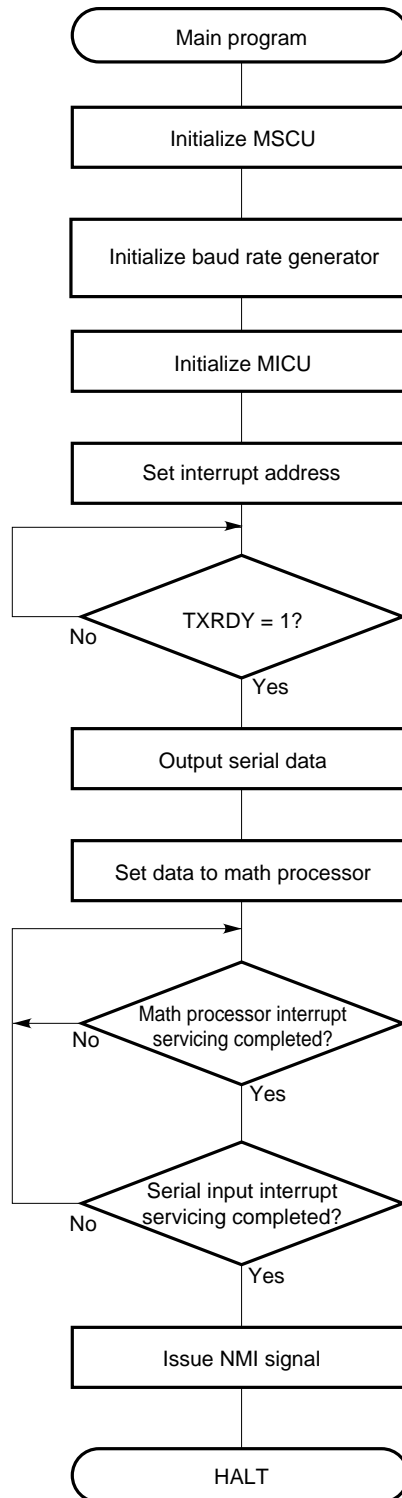 Main program
Initialize MSCU
Initialize baud rate generator
Initialize MICU
Set interrupt address
TXRDY = 1?
No
Yes
Output serial data
Set data to math processor
Math processor interrupt
servicing completed?
No
Yes
Serial input interrupt
servicing completed?
No
Yes
Issue NMI signal
HALT